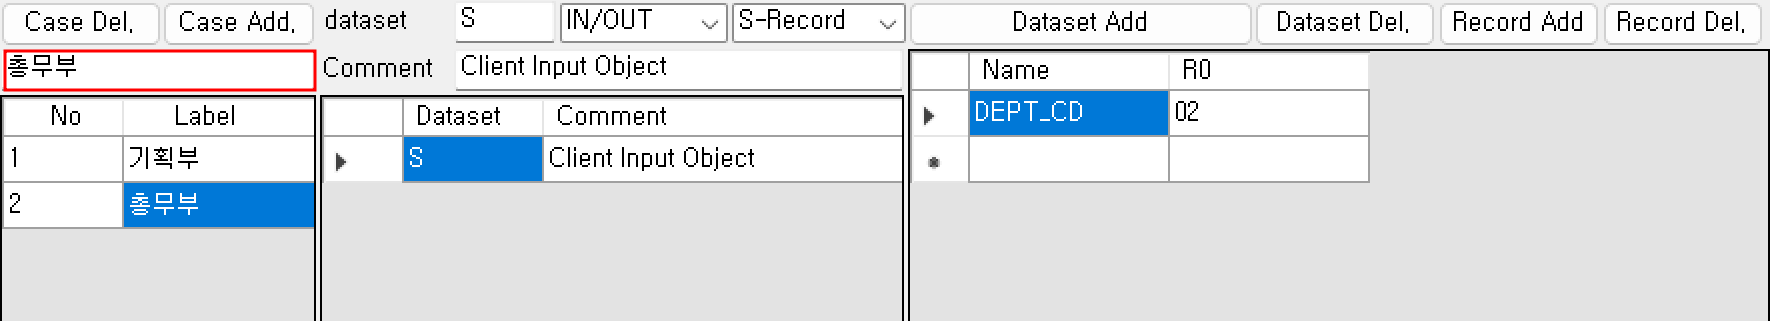 Case Del, Case Add, dataset S IN/OUT S-Record Dataset Add Dataset Del, Record Add Record Del,
총무부 Comment Client Input Object
No Label Dataset Comment Name R0
1 기획부 S Client Input Object DEPT_CD 02
2 총무부